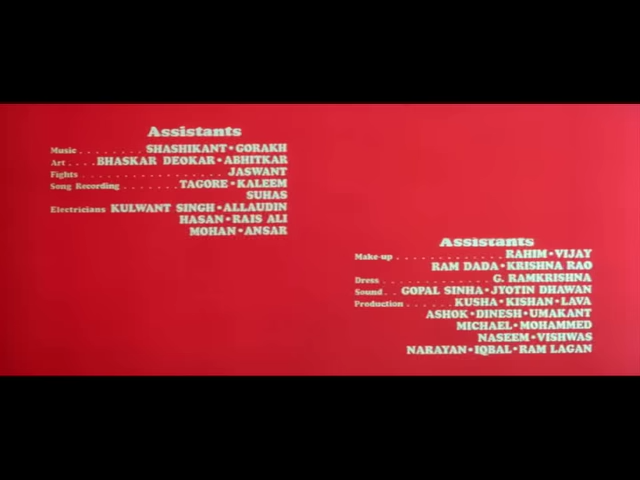 Assistants
Music . . . . . . . . SHASHIKANT • GORAKH
Art . . . . BHASKAR DEOKAR • ABHITKAR
Fights . . . . . . . . . . . . . . . . . JASWANT
Song Recording . . . . . . . . . TAGORE • KALEEM
SUHAS
Electricians KULWANT SINGH • ALLAUDIN
HASAN • RAIS ALI
MOHAN • ANSAR
Assistants
Make-up . . . . . . . . . . . . . RAHIM • VIJAY
RAM DADA • KRISHNA RAO
Dress . . . . . . . . . . . . . G. RAMKRISHNA
Sound . . GOPAL SINHA • JYOTIN DHAWAN
Production . . . . . . KUSHA • KISHAN • LAVA
ASHOK • DINESH • UMAKANT
MICHAEL • MOHAMMED
NASEEM • VISHWAS
NARAYAN • IQBAL • RAM LAGAN